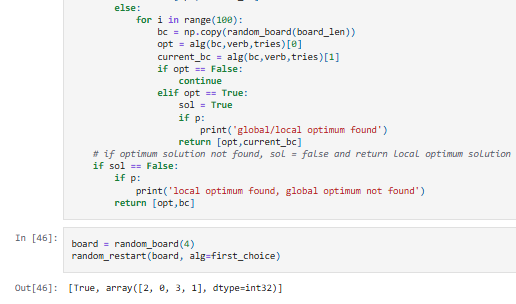 else:
for i in range(100):
bc = np.copy(random_board(board_len))
opt = alg(bc,verb,tries)[0]
current_bc = alg(bc,verb,tries)[1]
if opt == False:
continue
elif opt == True:
sol = True
if p:
print('global/local optimum found')
return [opt,current_bc]
# if optimum solution not found, sol = false and return local optimum solution
if sol == False:
if p:
print('local optimum found, global optimum not found')
return [opt,bc]
In [46]:
board = random_board(4)
random_restart(board, alg=first_choice)
Out[46]: [True, array([2, 0, 3, 1], dtype=int32)]